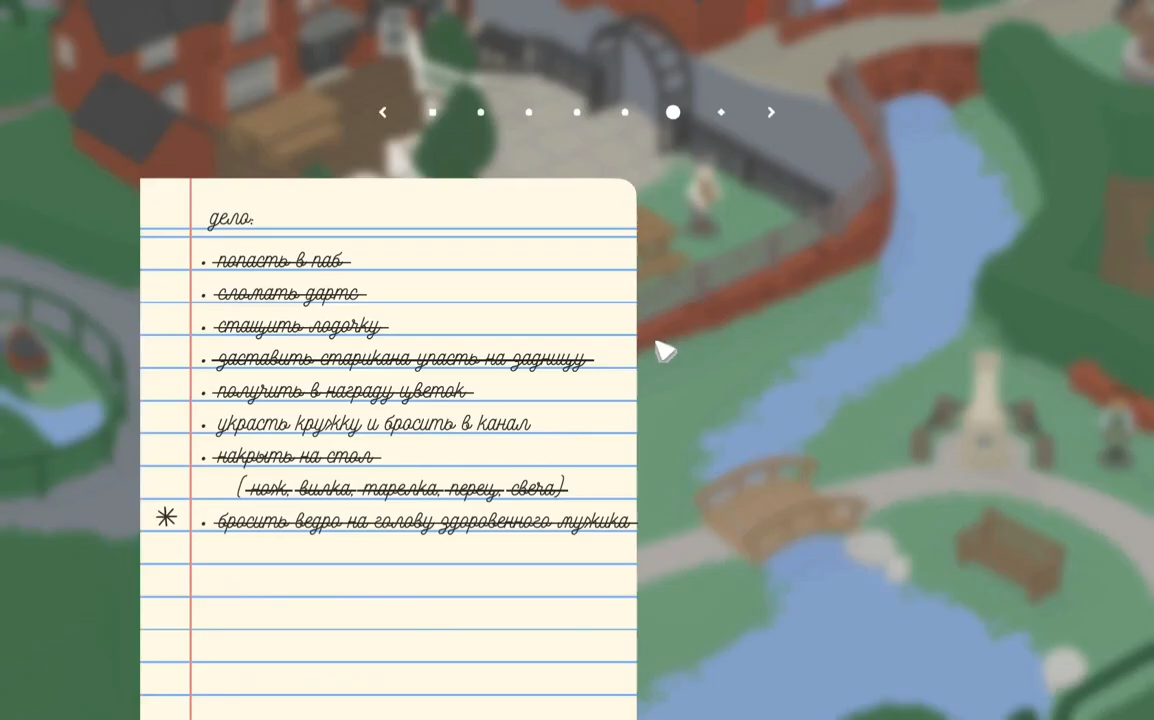 дело:
• попасть в паб
• сломать дартс
• стащить лодочку
• заставить старикана упасть на задницу
• получить в награду цветок
• украсть кружку и бросить в канал
• накрыть на стол
(нож, вилка, тарелка, перец, свеча)
• бросить ведро на голову здоровенного мужика